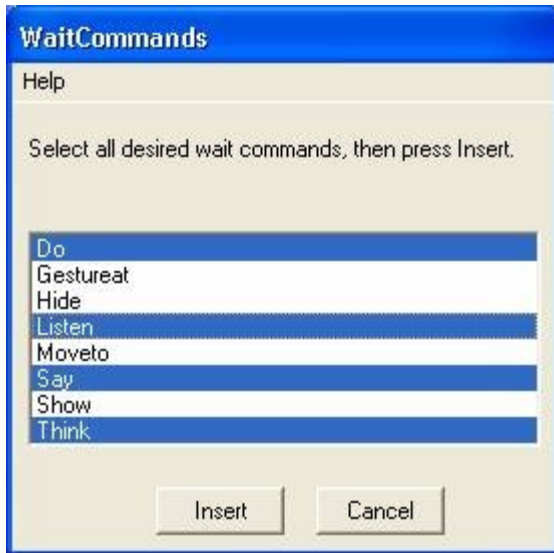 WaitCommands
Help
Select all desired wait commands, then press Insert.
Do
Gestureat
Hide
Listen
Moveto
Say
Show
Think
Insert Cancel